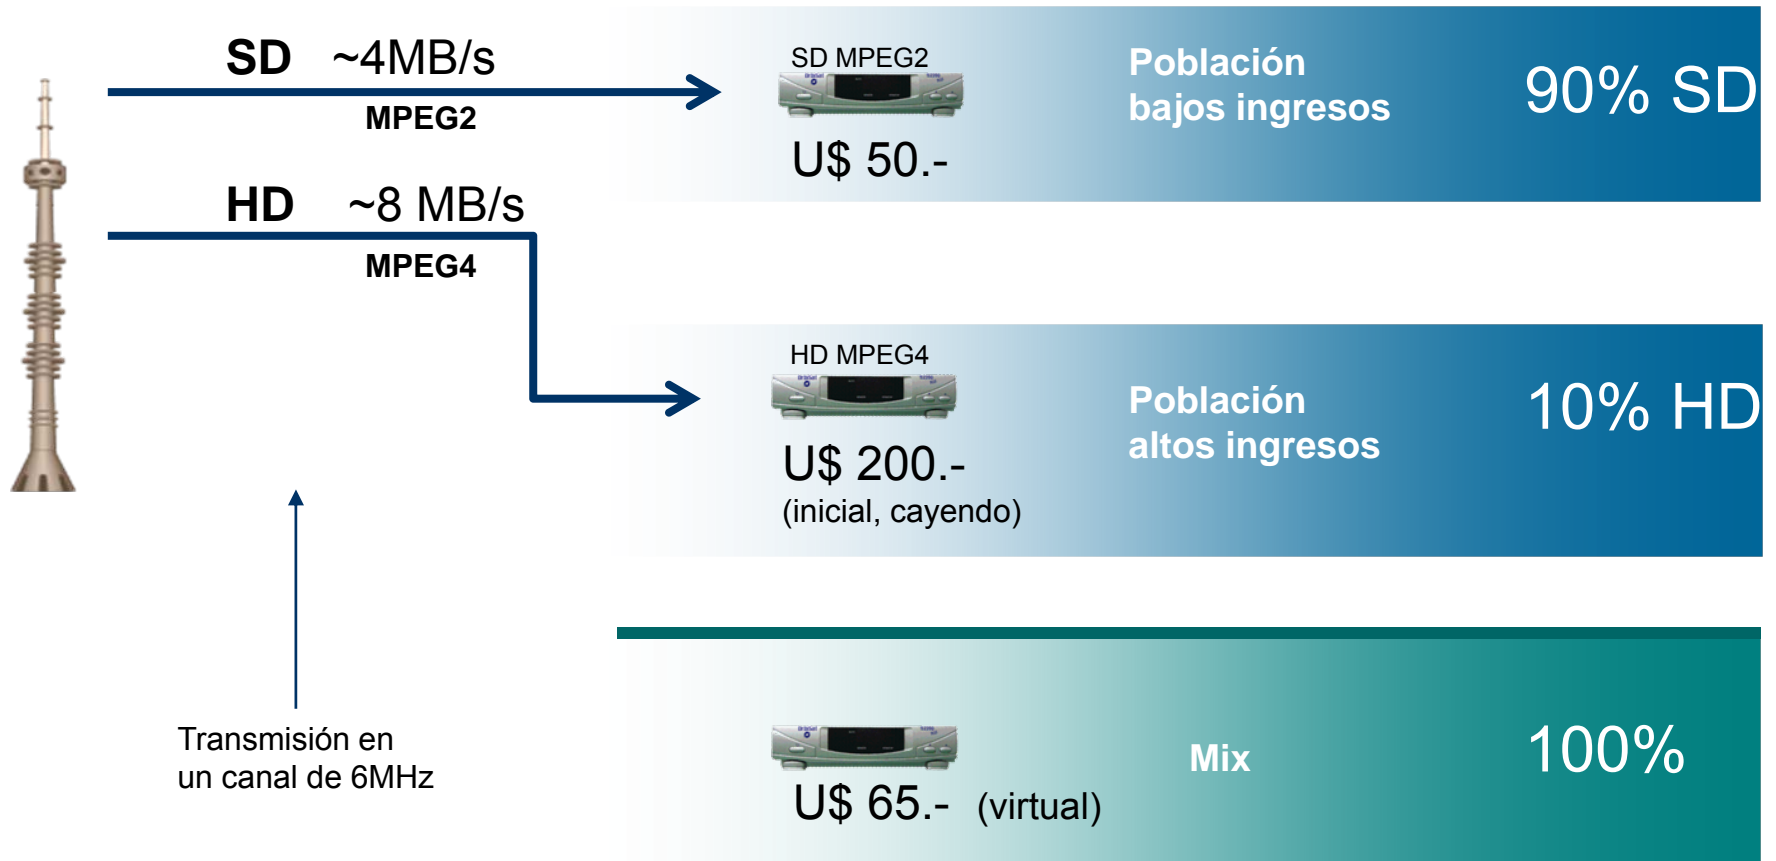 SD ~4MB/s
MPEG2
SD MPEG2
U$ 50.-
Población
bajos ingresos
90% SD
HD ~8 MB/s
MPEG4
HD MPEG4
U$ 200.-
(inicial, cayendo)
Población
altos ingresos
10% HD
Transmisión en
un canal de 6MHz
U$ 65.- (virtual)
Mix
100%